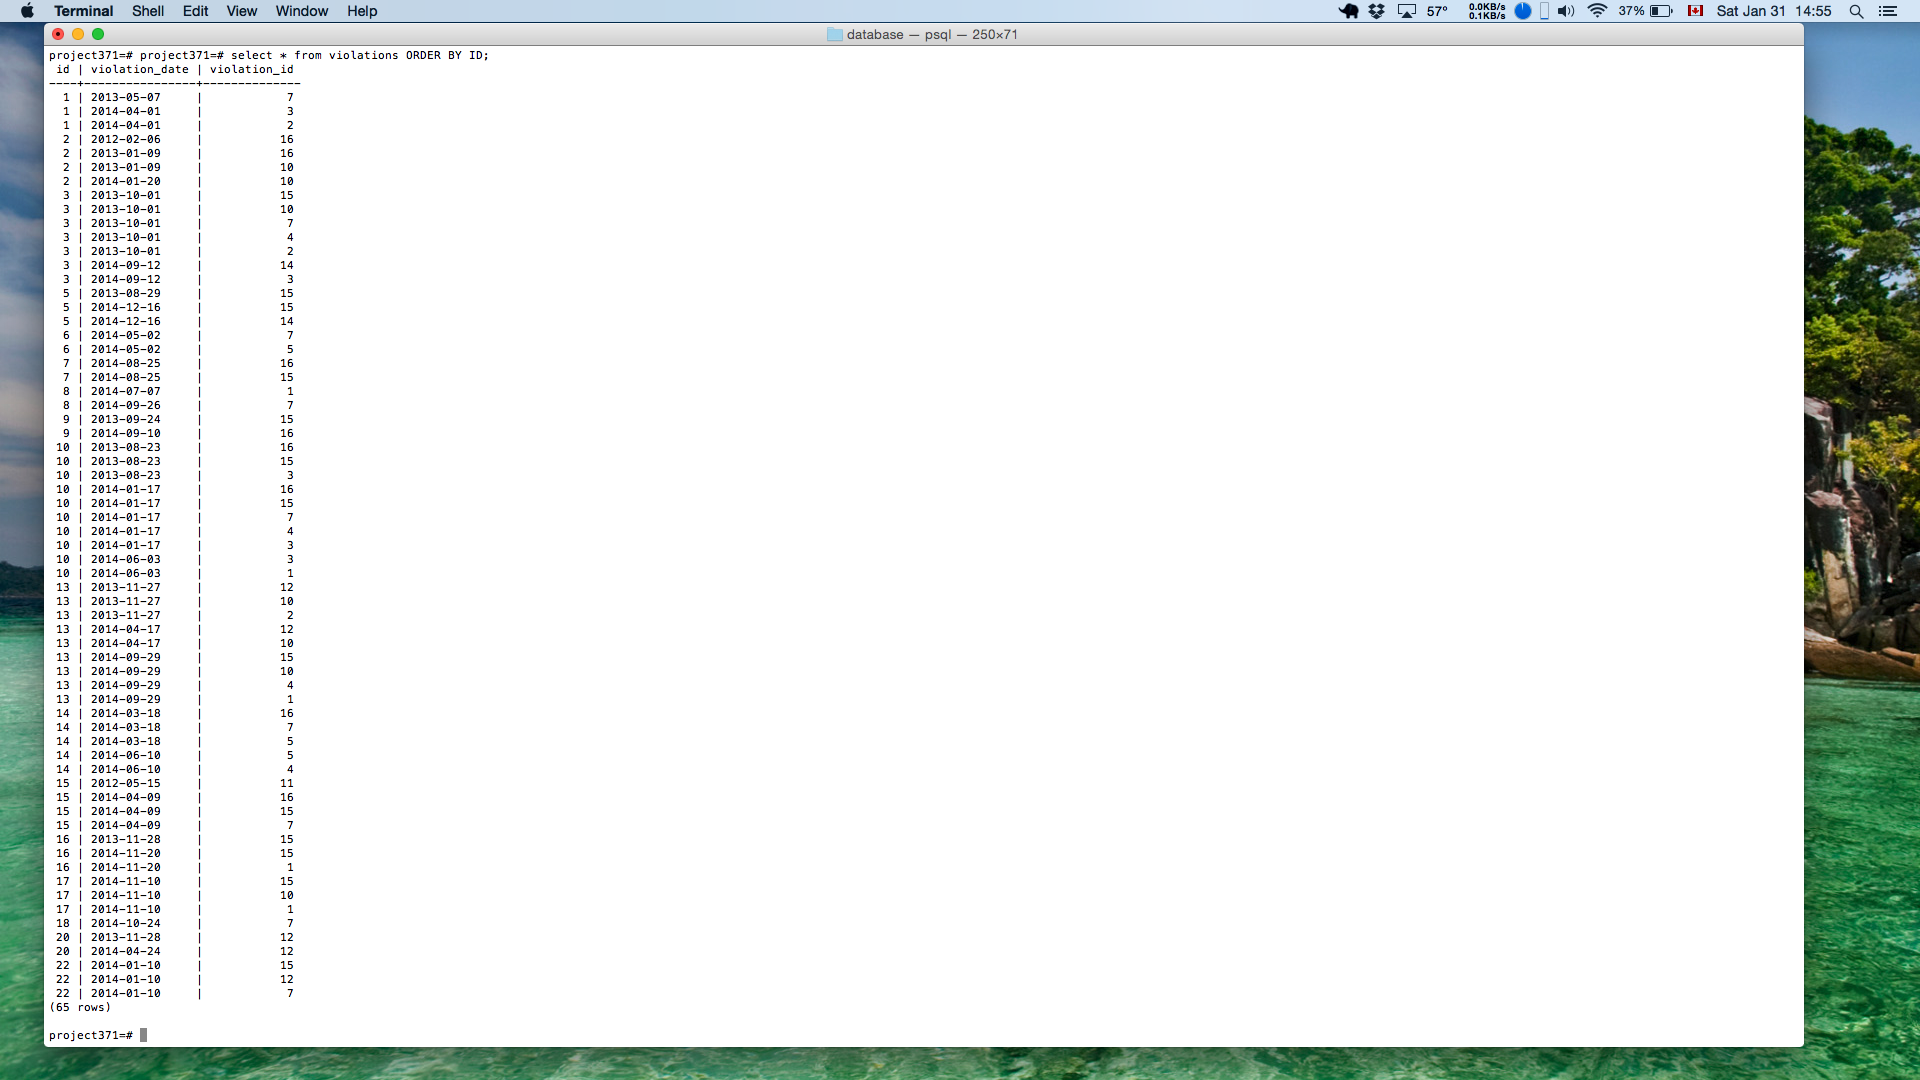 Terminal Shell Edit View Window Help 57° 0.0KB/s 0.1KB/s 37% Sat Jan 31 14:55
database — psql — 250×71
project371=# project371=# select * from violations ORDER BY ID;
 id | violation_date | violation_id
----+----------------+--------------
  1 | 2013-05-07     |            7
  1 | 2014-04-01     |            3
  1 | 2014-04-01     |            2
  2 | 2012-02-06     |           16
  2 | 2013-01-09     |           16
  2 | 2013-01-09     |           10
  2 | 2014-01-20     |           10
  3 | 2013-10-01     |           15
  3 | 2013-10-01     |           10
  3 | 2013-10-01     |            7
  3 | 2013-10-01     |            4
  3 | 2013-10-01     |            2
  3 | 2014-09-12     |           14
  3 | 2014-09-12     |            3
  5 | 2013-08-29     |           15
  5 | 2014-12-16     |           15
  5 | 2014-12-16     |           14
  6 | 2014-05-02     |            7
  6 | 2014-05-02     |            5
  7 | 2014-08-25     |           16
  7 | 2014-08-25     |           15
  8 | 2014-07-07     |            1
  8 | 2014-09-26     |            7
  9 | 2013-09-24     |           15
  9 | 2014-09-10     |           16
 10 | 2013-08-23     |           16
 10 | 2013-08-23     |           15
 10 | 2013-08-23     |            3
 10 | 2014-01-17     |           16
 10 | 2014-01-17     |           15
 10 | 2014-01-17     |            7
 10 | 2014-01-17     |            4
 10 | 2014-01-17     |            3
 10 | 2014-06-03     |            3
 10 | 2014-06-03     |            1
 13 | 2013-11-27     |           12
 13 | 2013-11-27     |           10
 13 | 2013-11-27     |            2
 13 | 2014-04-17     |           12
 13 | 2014-04-17     |           10
 13 | 2014-09-29     |           15
 13 | 2014-09-29     |           10
 13 | 2014-09-29     |            4
 13 | 2014-09-29     |            1
 14 | 2014-03-18     |           16
 14 | 2014-03-18     |            7
 14 | 2014-03-18     |            5
 14 | 2014-06-10     |            5
 14 | 2014-06-10     |            4
 15 | 2012-05-15     |           11
 15 | 2014-04-09     |           16
 15 | 2014-04-09     |           15
 15 | 2014-04-09     |            7
 16 | 2013-11-28     |           15
 16 | 2014-11-20     |           15
 16 | 2014-11-20     |            1
 17 | 2014-11-10     |           15
 17 | 2014-11-10     |           10
 17 | 2014-11-10     |            1
 18 | 2014-10-24     |            7
 20 | 2013-11-28     |           12
 20 | 2014-04-24     |           12
 22 | 2014-01-10     |           15
 22 | 2014-01-10     |           12
 22 | 2014-01-10     |            7
(65 rows)
project371=#